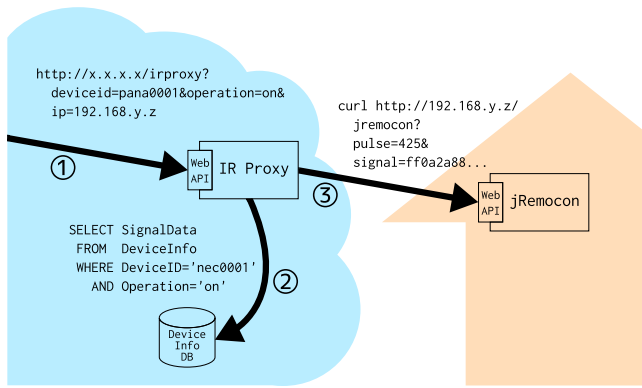 http://x.x.x.x/irproxy?
deviceid=pana0001&operation=on&
ip=192.168.y.z
①
Web
API
IR Proxy
SELECT SignalData
FROM DeviceInfo
WHERE DeviceID='nec0001'
AND Operation='on'
②
Device
Info
DB
curl http://192.168.y.z/
jremocon?
pulse=425&
signal=ff0a2a88...
③
Web
API
jRemocon